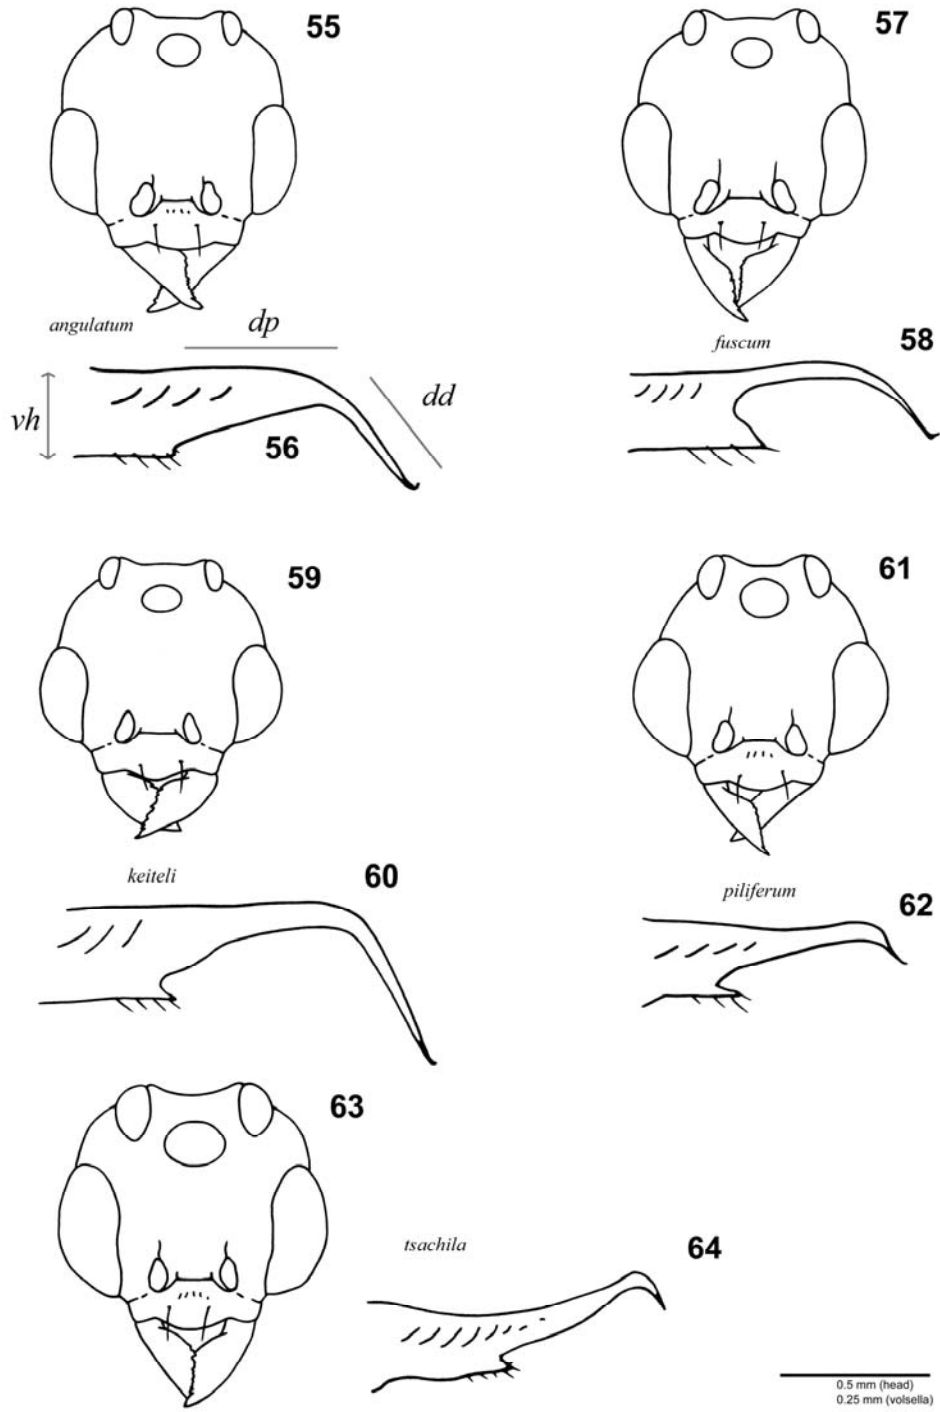 55
57
angulatum
dp
fuscum
58
vh
dd
56
59
61
keiteli
60
piliferum
62
63
tsachila
64
0.5 mm (head)
0.25 mm (volsella)